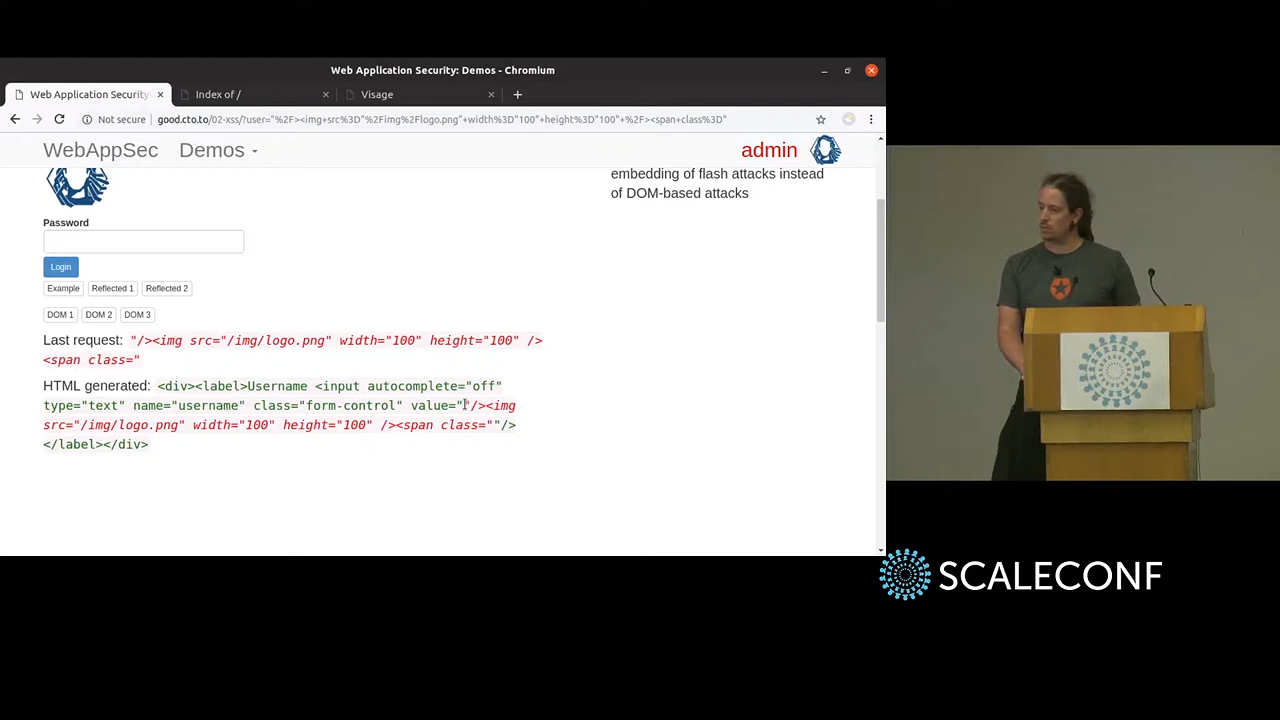 Web Application Security: Demos - Chromium
Web Application Security
Index of /
Visage
Not secure
good.cto.to/02-xss/?user="%2F><img+src%3D"%2Fimg%2Flogo.png"+width%3D"100"+height%3D"100"+%2F><span+class%3D"
WebAppSec
Demos
admin
embedding of flash attacks instead
of DOM-based attacks
Password
Login
Example
Reflected 1
Reflected 2
DOM 1
DOM 2
DOM 3
Last request: "/><img src="/img/logo.png" width="100" height="100" />
<span class="
HTML generated: <div><label>Username <input autocomplete="off"
type="text" name="username" class="form-control" value=""/><img
src="/img/logo.png" width="100" height="100" /><span class=""/>
</label></div>
SCALECONF